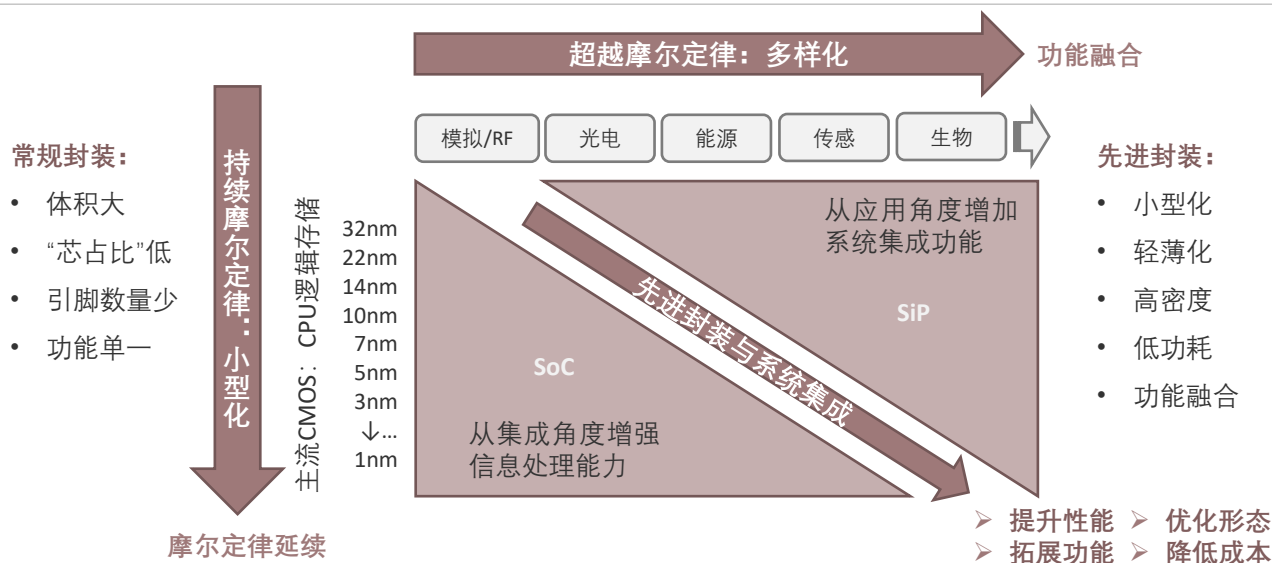 超越摩尔定律：多样化
功能融合
模拟/RF
光电
能源
传感
生物
常规封装：
• 体积大
• “芯占比”低
• 引脚数量少
• 功能单一
持续摩尔定律：小型化
摩尔定律延续
主流CMOS：CPU逻辑存储
32nm
22nm
14nm
10nm
7nm
5nm
3nm
↓...
1nm
SoC
从集成角度增强
信息处理能力
先进封装与系统集成
从应用角度增加
系统集成功能
SiP
先进封装：
• 小型化
• 轻薄化
• 高密度
• 低功耗
• 功能融合
➢ 提升性能 ➢ 优化形态
➢ 拓展功能 ➢ 降低成本